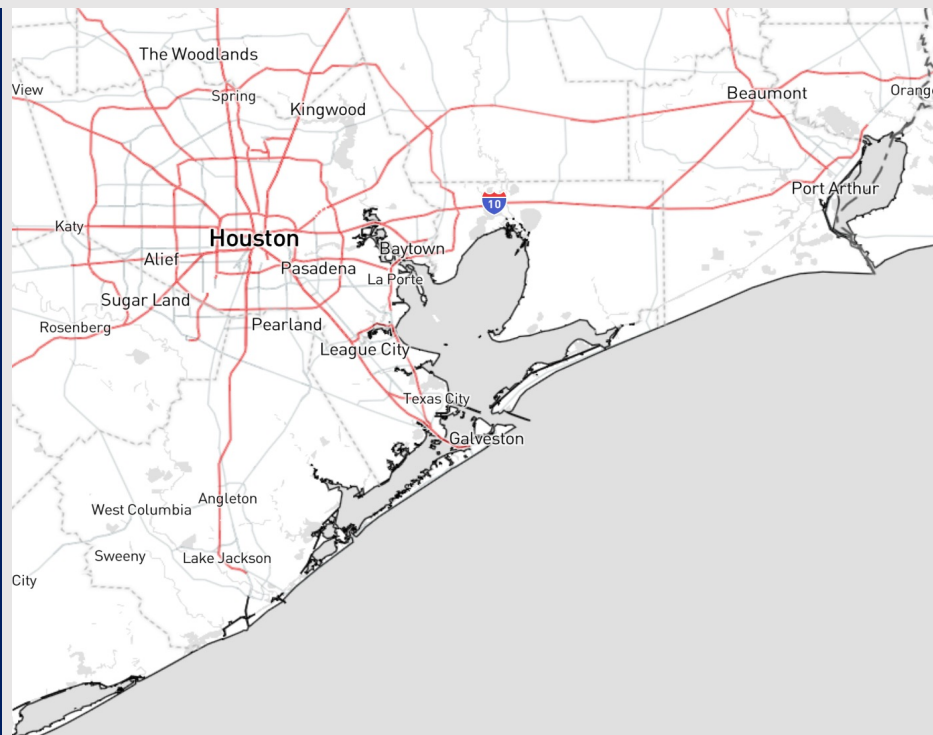 The Woodlands
View
Spring
Kingwood
Beaumont
Orang
Port Arthur
10
Katy
Houston
Alief
Baytown
Pasadena
La Porte
Sugar Land
Rosenberg
Pearland
League City
Texas City
Galveston
Angleton
West Columbia
Sweeny
Lake Jackson
City